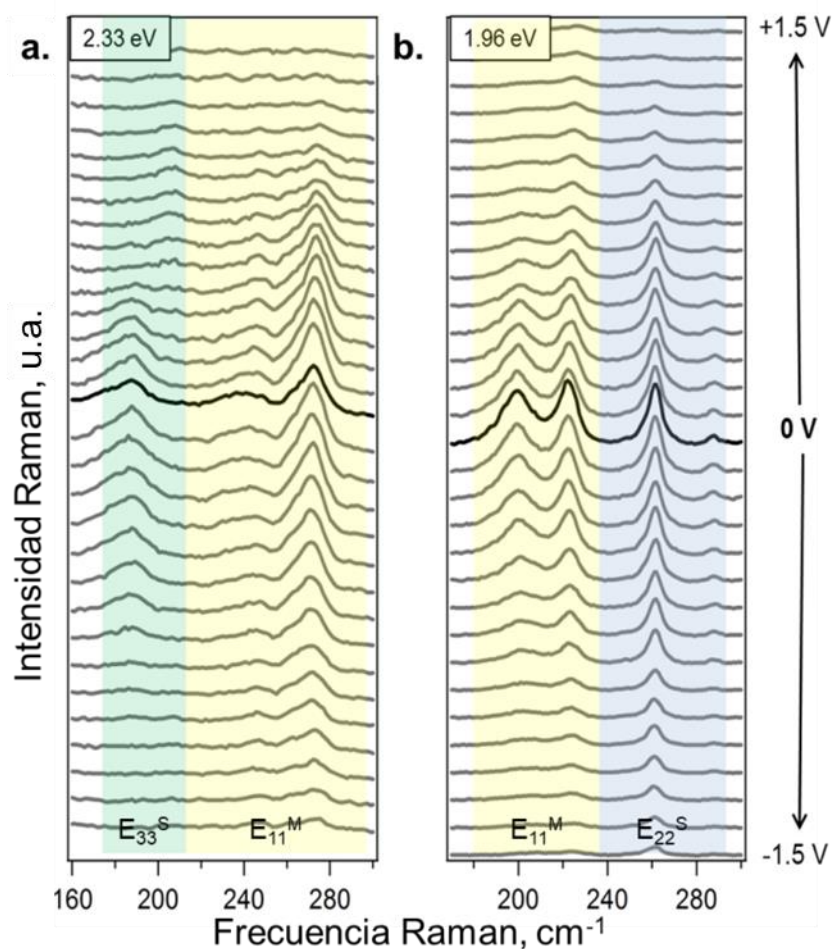 a.
2.33 eV
b.
1.96 eV
+1.5 V
0 V
-1.5 V
Intensidad Raman, u.a.
E₃₃ˢ
E₁₁ᴹ
E₁₁ᴹ
E₂₂ˢ
160 200 240 280
200 240 280
Frecuencia Raman, cm⁻¹